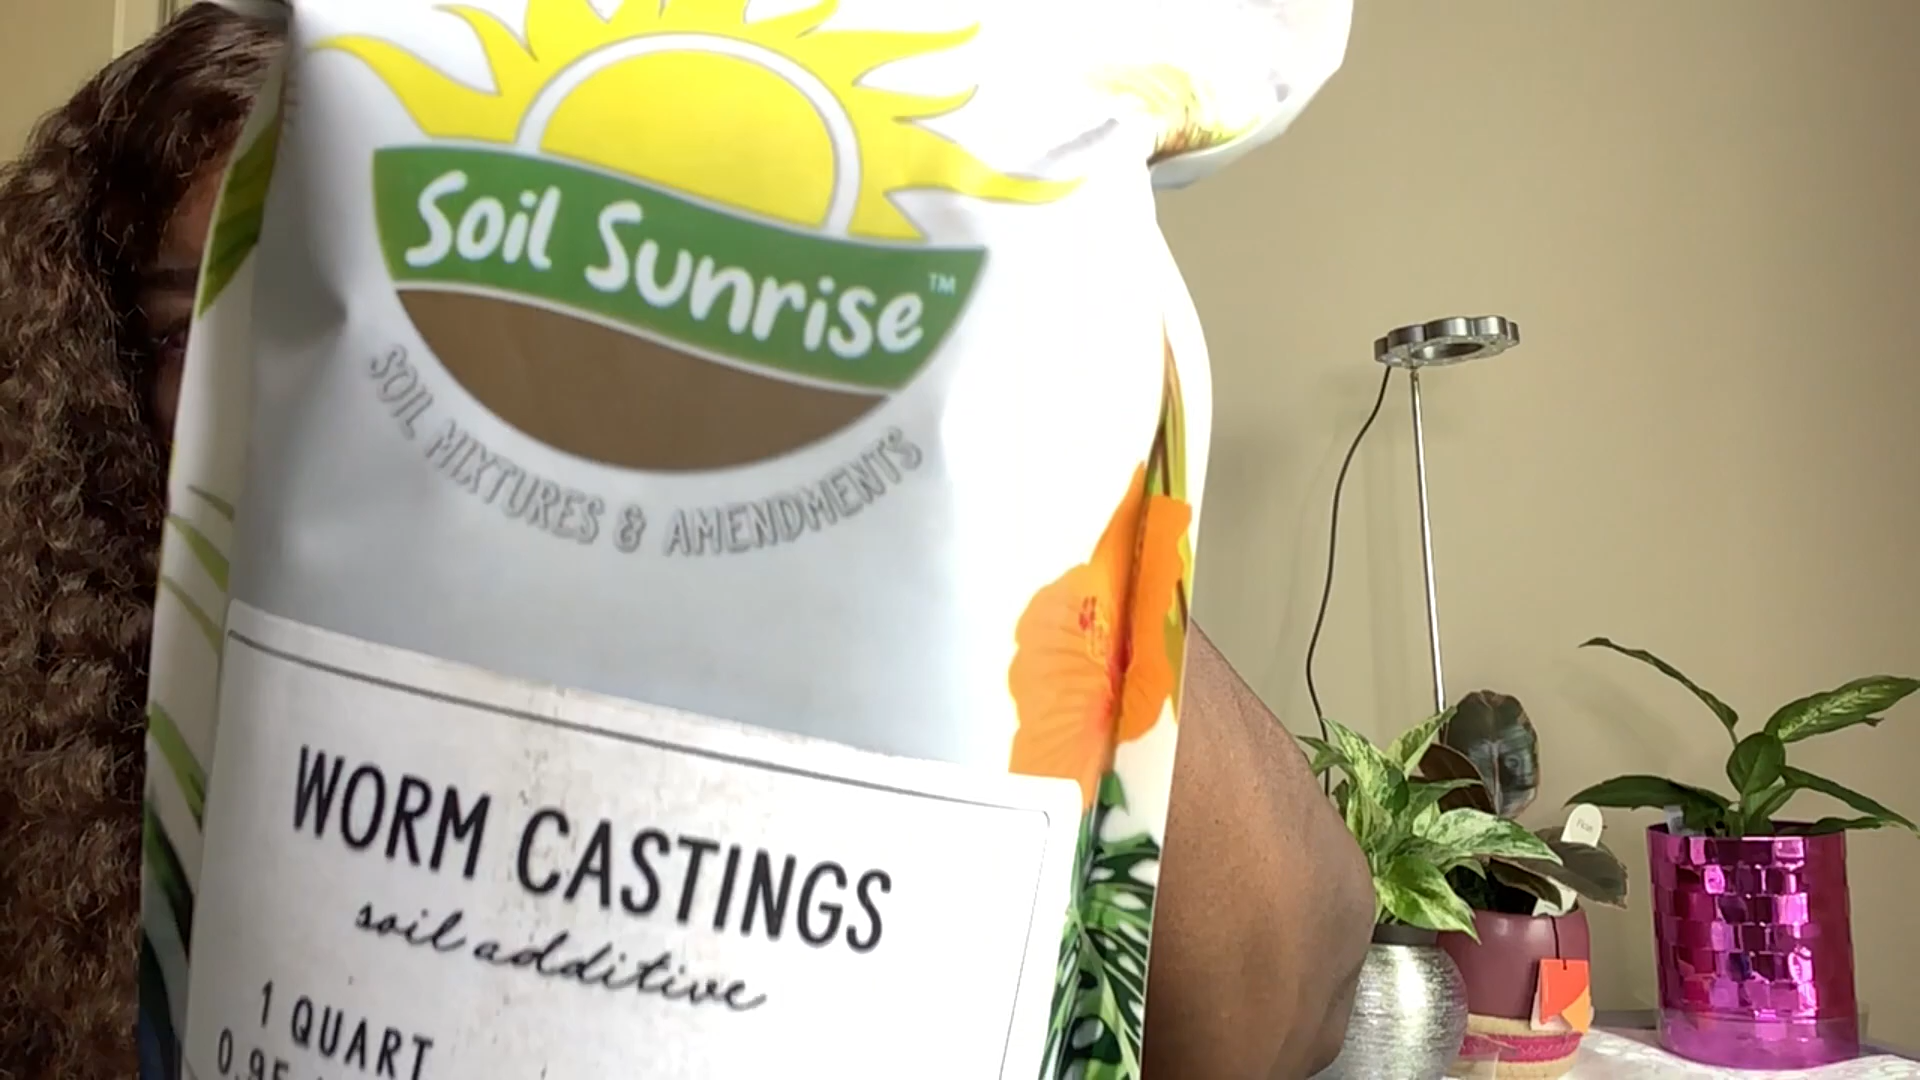 Soil Sunrise™
SOIL MIXTURES & AMENDMENTS
WORM CASTINGS
soil additive
1 QUART